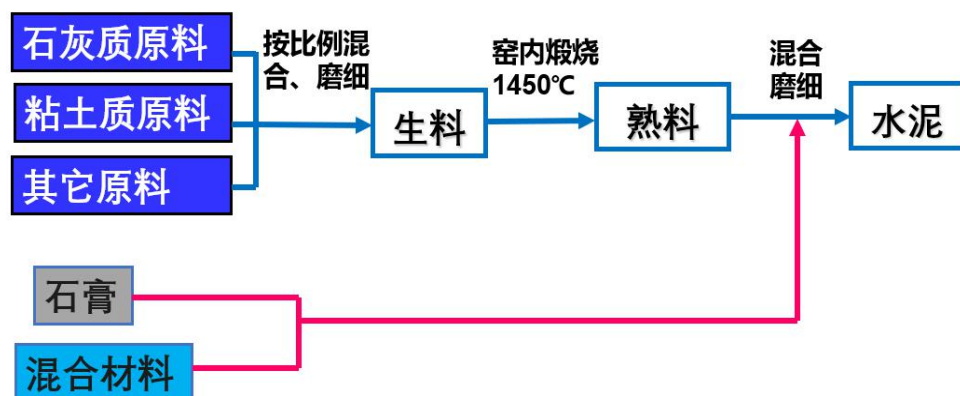 石灰质原料
粘土质原料
其它原料
按比例混
合、磨细
生料
窑内煅烧
1450℃
熟料
混合
磨细
水泥
石膏
混合材料